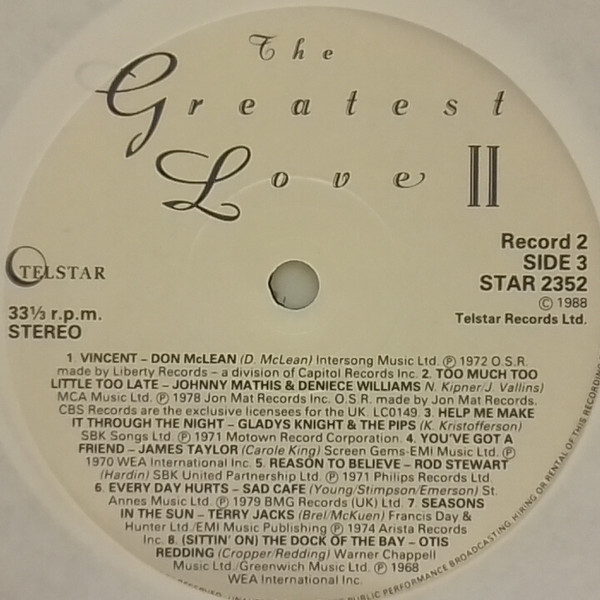 The
Greatest
Love II
Record 2
SIDE 3
STAR 2352
Ⓒ 1988
Telstar Records Ltd.
TELSTAR
33⅓ r.p.m.
STEREO
1. VINCENT – DON McLEAN (D. McLean) Intersong Music Ltd. Ⓟ 1972 O.S.R.
made by Liberty Records – a division of Capitol Records Inc. 2. TOO MUCH TOO
LITTLE TOO LATE – JOHNNY MATHIS & DENIECE WILLIAMS N. Kipner/J. Vallins)
MCA Music Ltd. Ⓟ 1978 Jon Mat Records Inc. O.S.R. made by Jon Mat Records.
CBS Records are the exclusive licensees for the UK. LC0149. 3. HELP ME MAKE
IT THROUGH THE NIGHT – GLADYS KNIGHT & THE PIPS (K. Kristofferson)
SBK Songs Ltd. Ⓟ 1971 Motown Record Corporation. 4. YOU'VE GOT A
FRIEND – JAMES TAYLOR (Carole King) Screen Gems-EMI Music Ltd. Ⓟ
1970 WEA International Inc. 5. REASON TO BELIEVE – ROD STEWART
(Hardin) SBK United Partnership Ltd. Ⓟ 1971 Philips Records Ltd.
6. EVERY DAY HURTS – SAD CAFE (Young/Stimpson/Emerson) St.
Annes Music Ltd. Ⓟ 1979 BMG Records (UK) Ltd. 7. SEASONS
IN THE SUN – TERRY JACKS (Brel/McKuen) Francis Day &
Hunter Ltd./EMI Music Publishing Ⓟ 1974 Arista Records
Inc. 8. (SITTIN' ON) THE DOCK OF THE BAY – OTIS
REDDING (Cropper/Redding) Warner Chappell
Music Ltd./Greenwich Music Ltd. Ⓟ 1968
WEA International Inc.
PUBLIC PERFORMANCE BROADCASTING HIRING OR RENTAL OF THIS RECORDING